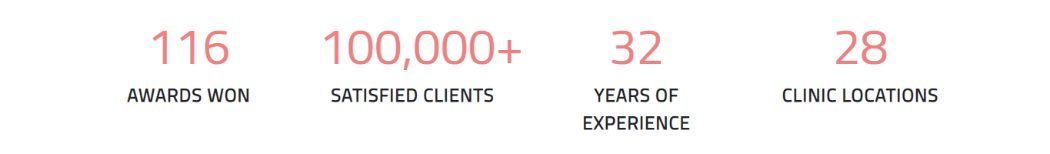 116
AWARDS WON
100,000+
SATISFIED CLIENTS
32
YEARS OF
EXPERIENCE
28
CLINIC LOCATIONS